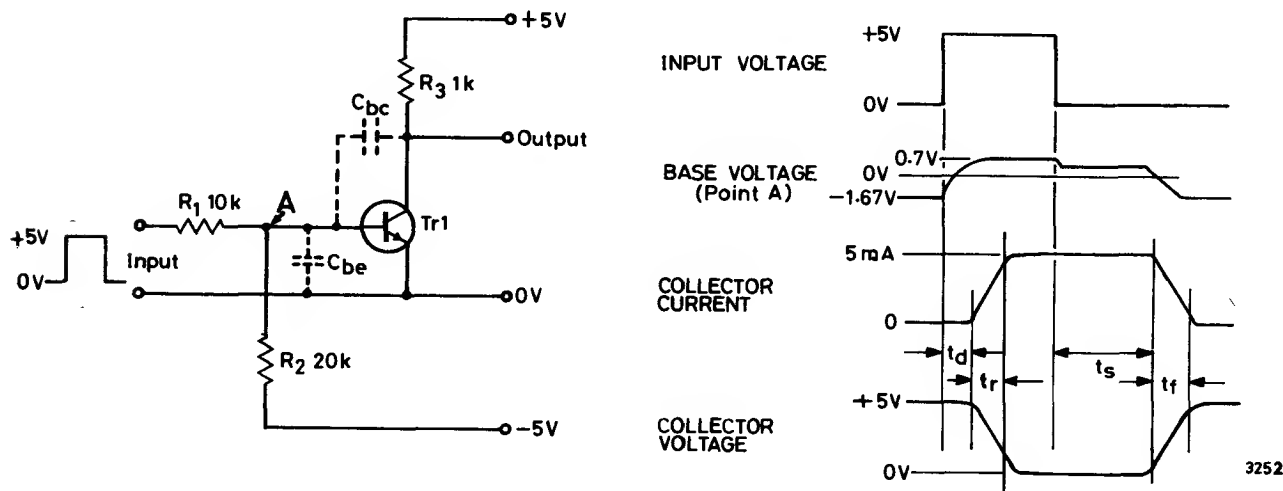 +5V
R3 1k
Cbc
Output
R1 10k
A
Tr1
+5V
0V
Input
Cbe
0V
R2 20k
-5V
INPUT VOLTAGE
+5V
0V
BASE VOLTAGE
(Point A)
0.7V
0V
-1.67V
COLLECTOR
CURRENT
5mA
0
td
tr
ts
tf
COLLECTOR
VOLTAGE
+5V
0V
3252